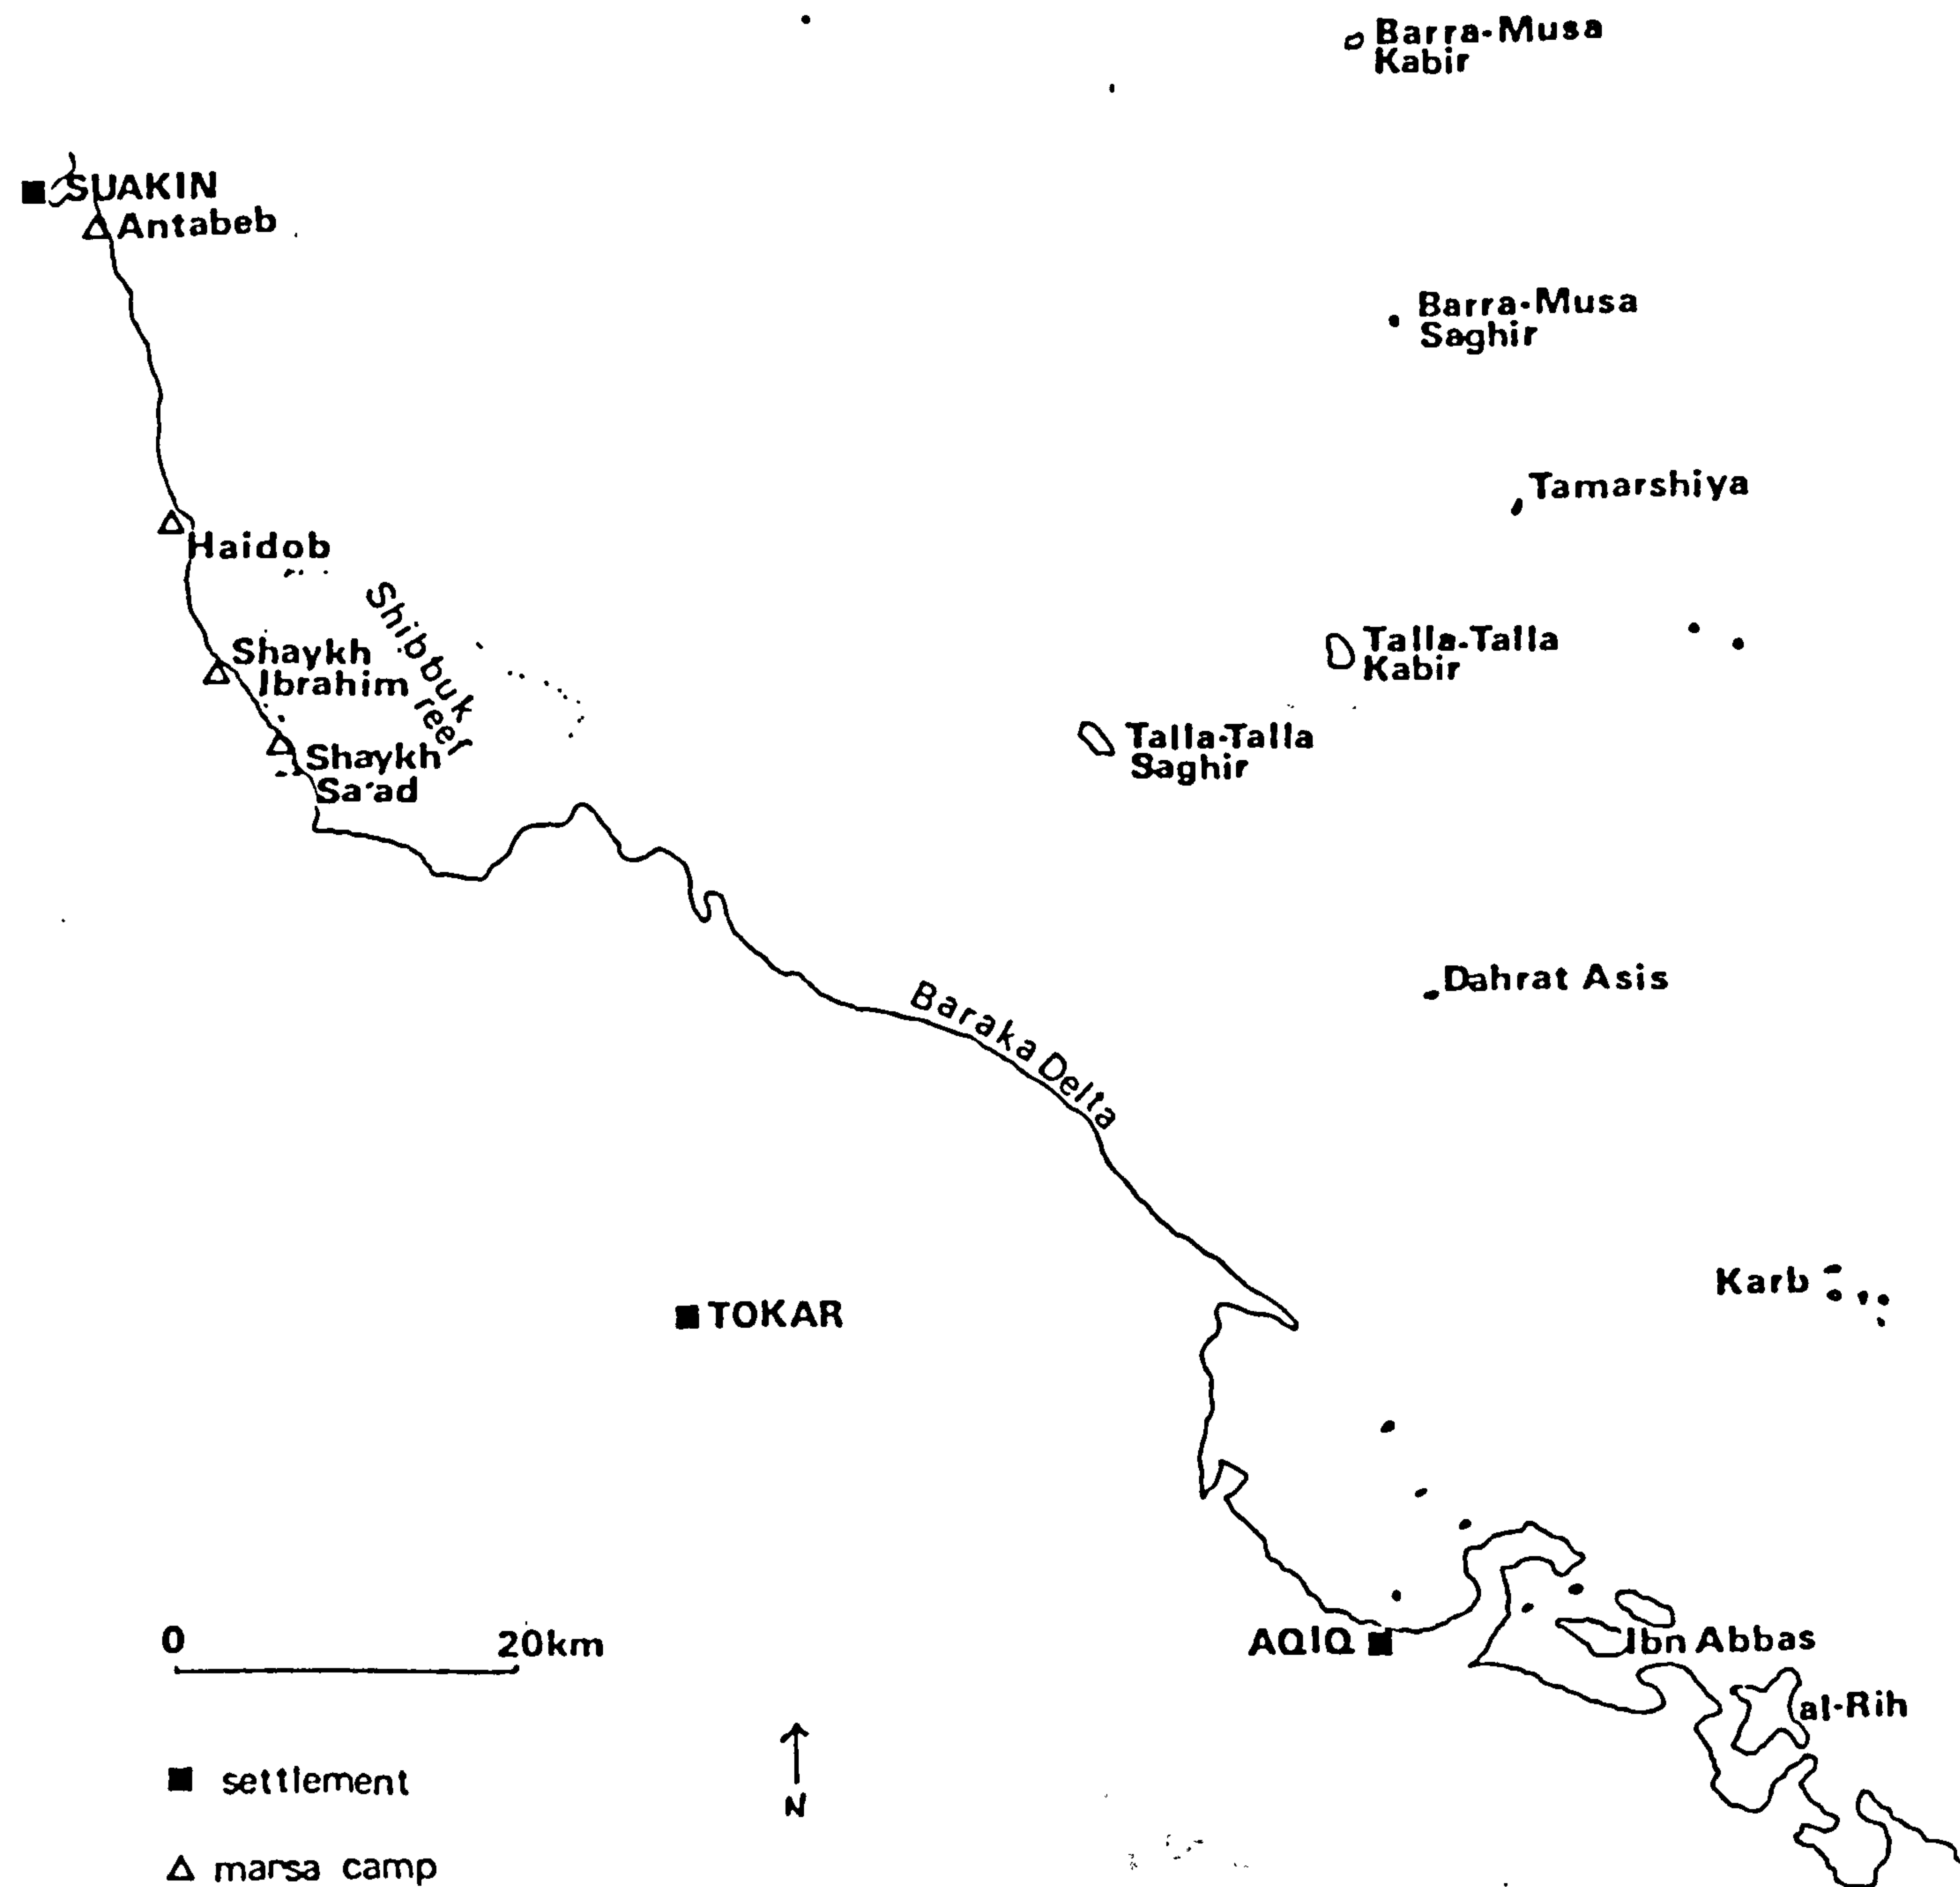 Barra-Musa
Kabir
SUAKIN
Antabeb
Barra-Musa
Saghir
Tamarshiya
Haidob
Shibbuk
reef
Shaykh
Ibrahim
Talla-Talla
Kabir
Talla-Talla
Saghir
Shaykh
Sa'ad
Dahrat Asis
Baraka Delta
Karb
TOKAR
AQIQ
Ibn Abbas
al-Rih
0 20km
N
settlement
marsa camp